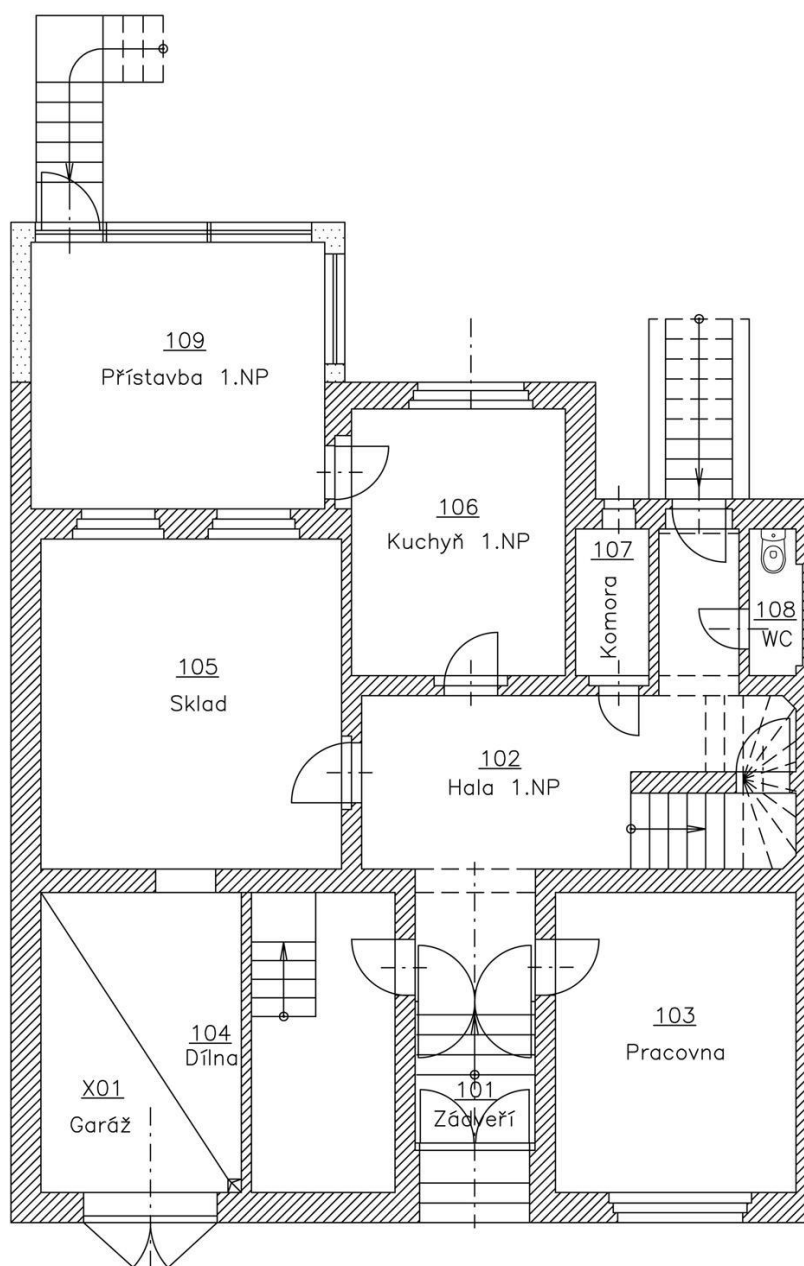 109
Přístavba 1.NP
106
Kuchyň 1.NP
107
Komora
108
WC
105
Sklad
102
Hala 1.NP
104
Dílna
103
Pracovna
X01
Garáž
101
Zádveří